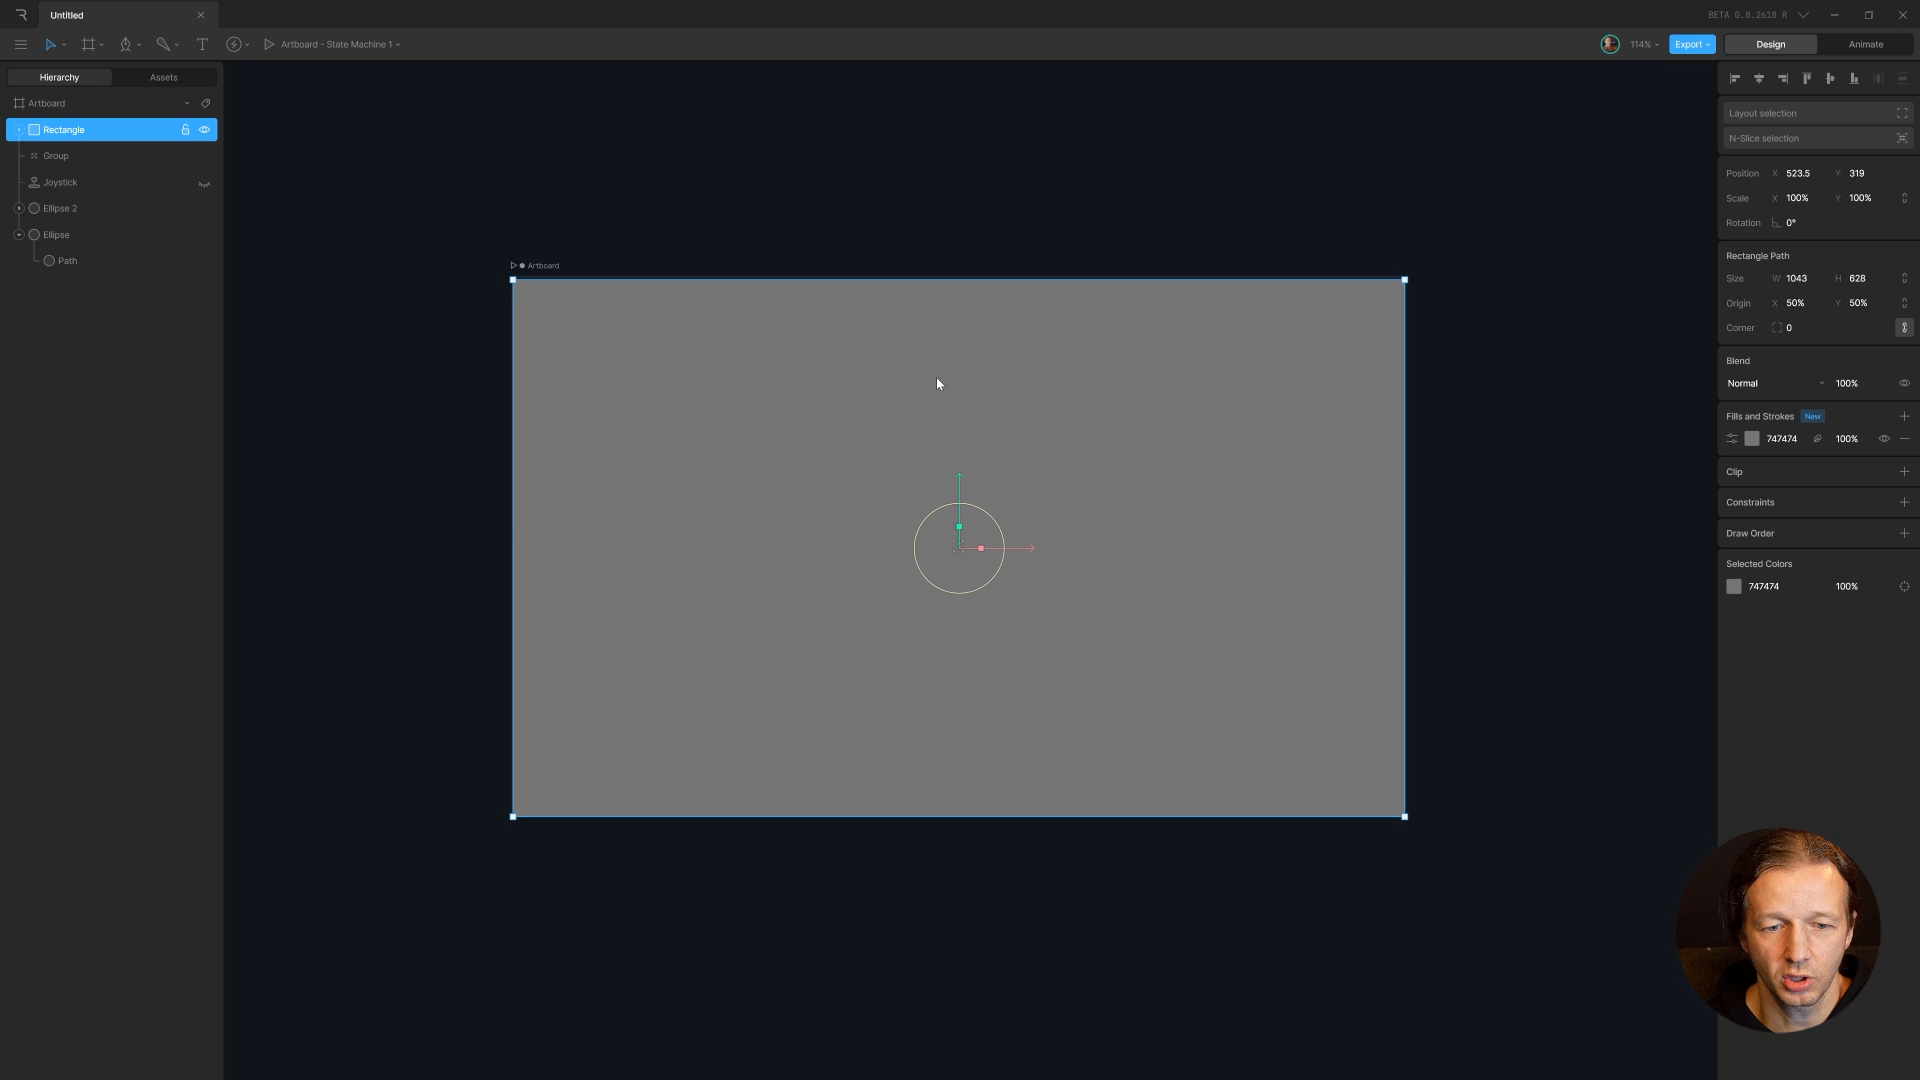 Untitled
BETA 0.8.2618 R
Artboard - State Machine 1
114%
Export
Design
Animate
Hierarchy
Assets
Artboard
Rectangle
Group
Joystick
Ellipse 2
Ellipse
Path
Artboard
Layout selection
N-Slice selection
Position X 523.5 Y 319
Scale X 100% Y 100%
Rotation 0°
Rectangle Path
Size W 1043 H 628
Origin X 50% Y 50%
Corner 0
Blend
Normal 100%
Fills and Strokes New
747474 100%
Clip
Constraints
Draw Order
Selected Colors
747474 100%